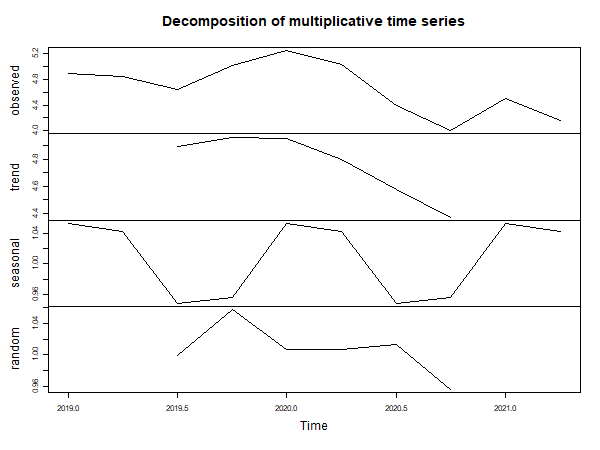 Decomposition of multiplicative time series
observed
4.0 4.4 4.8 5.2
trend
4.4 4.6 4.8
seasonal
0.96 1.00 1.04
random
0.96 1.00 1.04
2019.0 2019.5 2020.0 2020.5 2021.0
Time